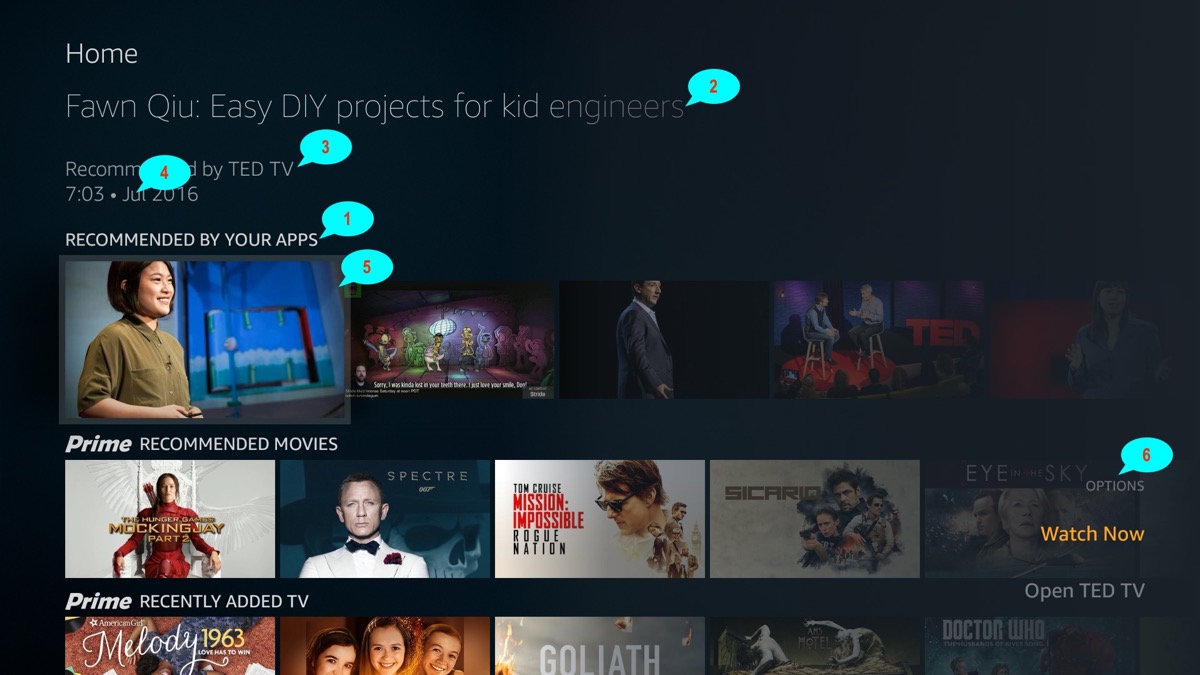 Home
2
Fawn Qiu: Easy DIY projects for kid engineers
3
Recomm d by TED TV
4
7:03 • Jul 2016
1
RECOMMENDED BY YOUR APPS
5
Sorry, I was kinda lost in your teeth there. I just love your smile, Don!
Stride
TED
Prime RECOMMENDED MOVIES
6
THE HUNGER GAMES
MOCKINGJAY
PART 2
SPECTRE
007
TOM CRUISE
MISSION:
IMPOSSIBLE
ROGUE
NATION
SICARIO
EYE IN THE SKY
OPTIONS
Watch Now
Open TED TV
Prime RECENTLY ADDED TV
American Girl
Melody 1963
LOVE HAS TO WIN
GOLIATH
MOTEL
DOCTOR WHO